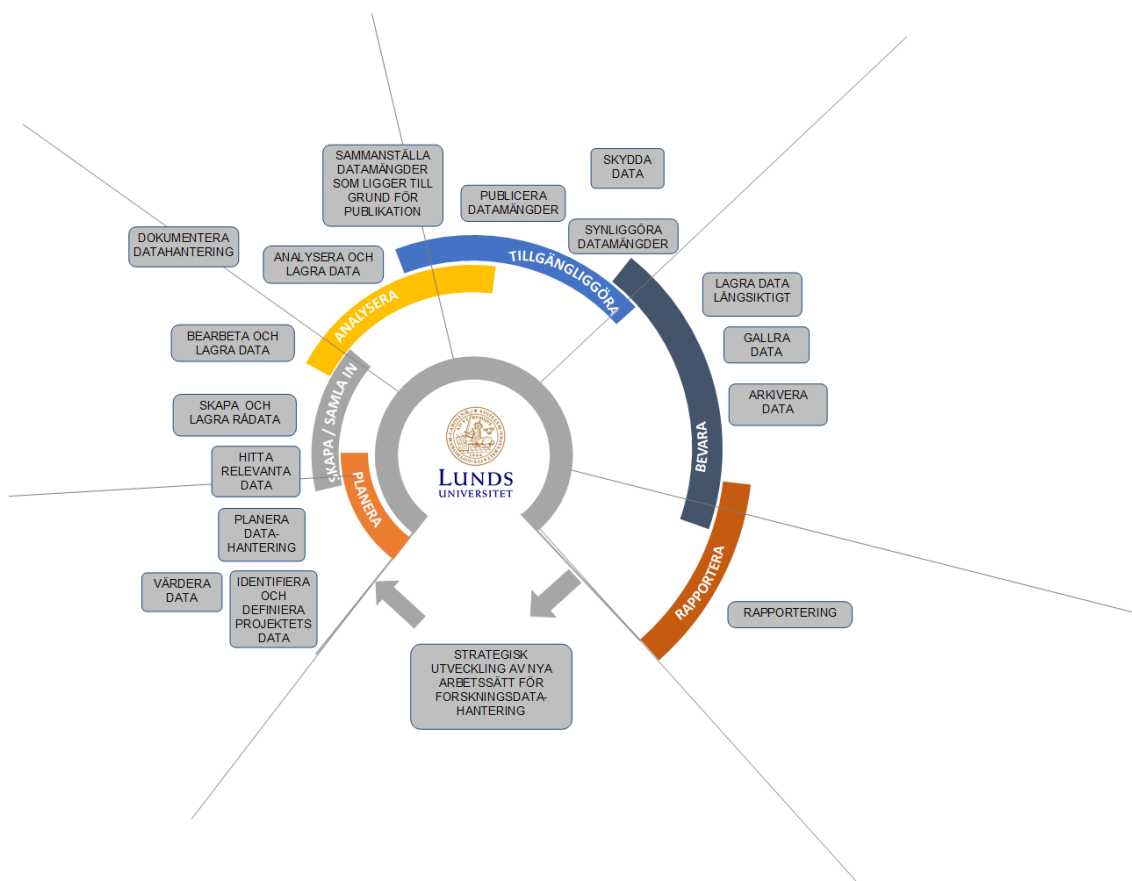 SAMMANSTÄLLA
DATAMÄNGDER
SOM LIGGER TILL
GRUND FÖR
PUBLIKATION
SKYDDA
DATA
PUBLICERA
DATAMÄNGDER
SYNLIGGÖRA
DATAMÄNGDER
DOKUMENTERA
DATAHANTERING
ANALYSERA OCH
LAGRA DATA
TILLGÄNGLIGGÖRA
LAGRA DATA
LÅNGSIKTIGT
ANALYSERA
BEARBETA OCH
LAGRA DATA
GALLRA
DATA
SKAPA / SAMLA IN
SKAPA OCH
LAGRA RÅDATA
ARKIVERA
DATA
BEVARA
HITTA
RELEVANTA
DATA
PLANERA
LUNDS
UNIVERSITET
PLANERA
DATA-
HANTERING
RAPPORTERA
VÄRDERA
DATA
IDENTIFIERA
OCH
DEFINIERA
PROJEKTETS
DATA
RAPPORTERING
STRATEGISK
UTVECKLING AV NYA
ARBETSSÄTT FÖR
FORSKNINGSDATA-
HANTERING